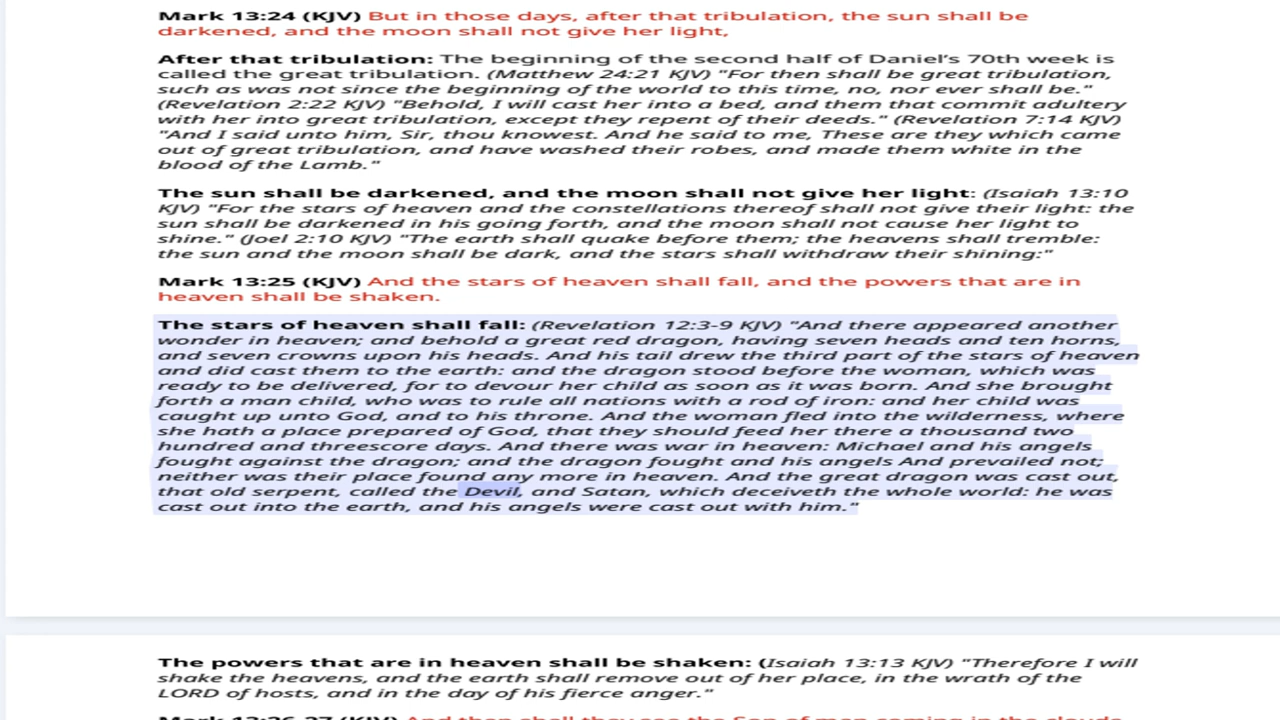 Mark 13:24 (KJV) But in those days, after that tribulation, the sun shall be
darkened, and the moon shall not give her light,
After that tribulation: The beginning of the second half of Daniel's 70th week is
called the great tribulation. (Matthew 24:21 KJV) "For then shall be great tribulation,
such as was not since the beginning of the world to this time, no, nor ever shall be."
(Revelation 2:22 KJV) "Behold, I will cast her into a bed, and them that commit adultery
with her into great tribulation, except they repent of their deeds." (Revelation 7:14 KJV)
"And I said unto him, Sir, thou knowest. And he said to me, These are they which came
out of great tribulation, and have washed their robes, and made them white in the
blood of the Lamb."
The sun shall be darkened, and the moon shall not give her light: (Isaiah 13:10
KJV) "For the stars of heaven and the constellations thereof shall not give their light: the
sun shall be darkened in his going forth, and the moon shall not cause her light to
shine." (Joel 2:10 KJV) "The earth shall quake before them; the heavens shall tremble:
the sun and the moon shall be dark, and the stars shall withdraw their shining:"
Mark 13:25 (KJV) And the stars of heaven shall fall, and the powers that are in
heaven shall be shaken.
The stars of heaven shall fall: (Revelation 12:3-9 KJV) "And there appeared another
wonder in heaven; and behold a great red dragon, having seven heads and ten horns,
and seven crowns upon his heads. And his tail drew the third part of the stars of heaven
and did cast them to the earth: and the dragon stood before the woman, which was
ready to be delivered, for to devour her child as soon as it was born. And she brought
forth a man child, who was to rule all nations with a rod of iron: and her child was
caught up unto God, and to his throne. And the woman fled into the wilderness, where
she hath a place prepared of God, that they should feed her there a thousand two
hundred and threescore days. And there was war in heaven: Michael and his angels
fought against the dragon; and the dragon fought and his angels And prevailed not;
neither was their place found any more in heaven. And the great dragon was cast out,
that old serpent, called the Devil, and Satan, which deceiveth the whole world: he was
cast out into the earth, and his angels were cast out with him."
The powers that are in heaven shall be shaken: (Isaiah 13:13 KJV) "Therefore I will
shake the heavens, and the earth shall remove out of her place, in the wrath of the
LORD of hosts, and in the day of his fierce anger."
Mark 13:26-27 (KJV) And then shall they see the Son of man coming in the clouds